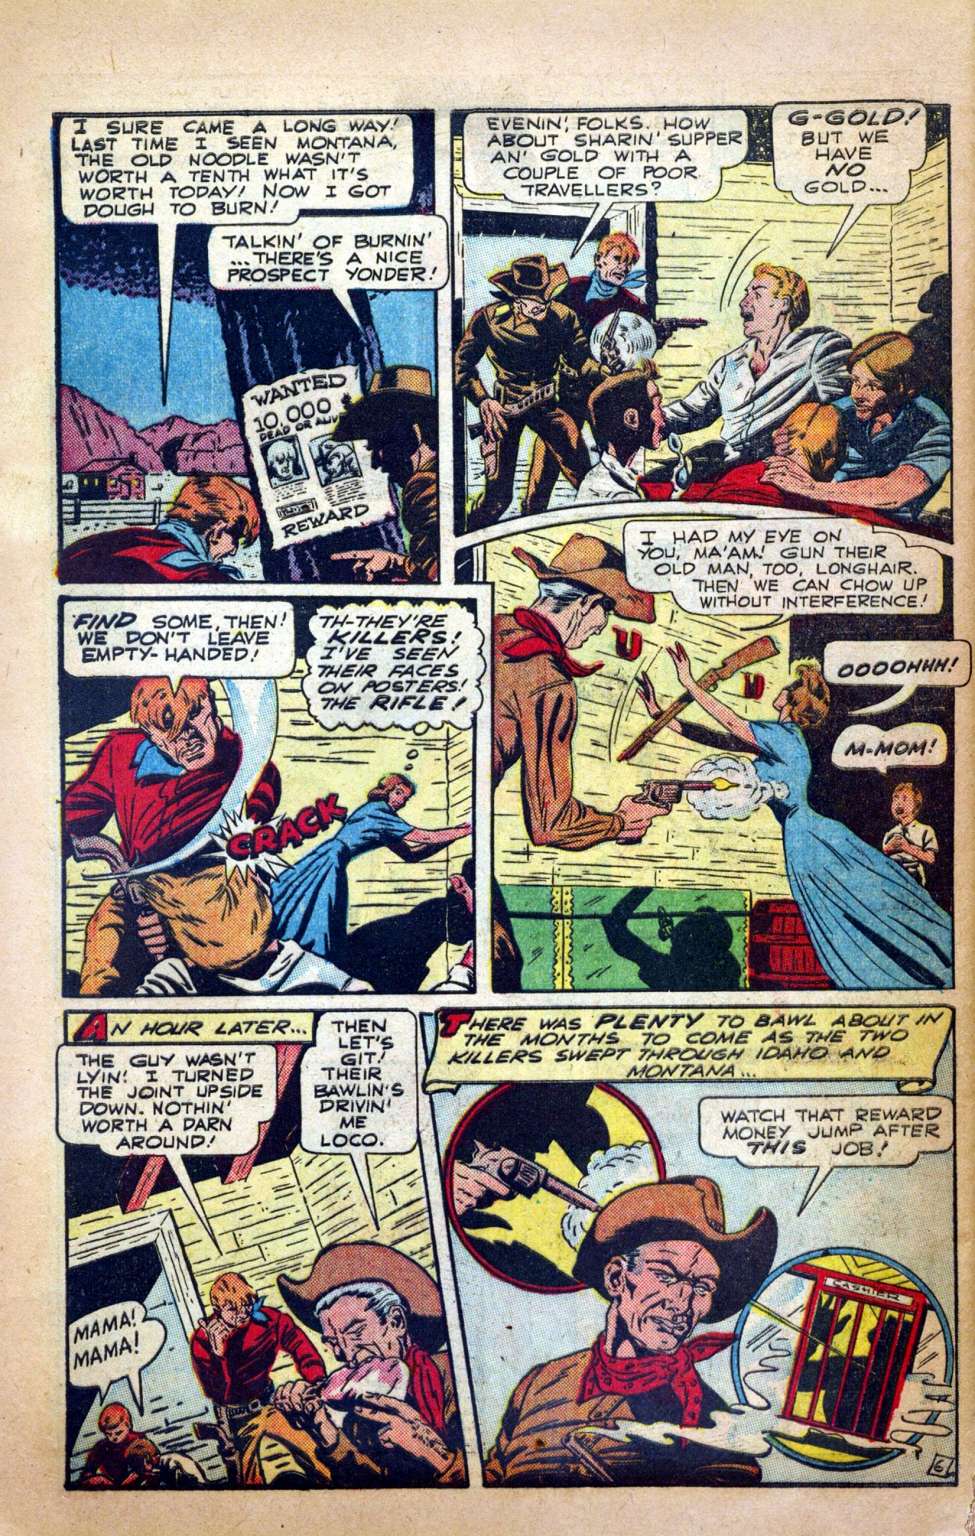 I SURE CAME A LONG WAY!
LAST TIME I SEEN MONTANA,
THE OLD NOODLE WASN'T
WORTH A TENTH WHAT IT'S
WORTH TODAY! NOW I GOT
DOUGH TO BURN!
TALKIN' OF BURNIN'
...THERE'S A NICE
PROSPECT YONDER!
WANTED
10,000 $
DEAD OR ALIVE
REWARD
EVENIN', FOLKS. HOW
ABOUT SHARIN' SUPPER
AN' GOLD WITH A
COUPLE OF POOR
TRAVELLERS?
G-GOLD!
BUT WE
HAVE
NO
GOLD...
FIND SOME, THEN!
WE DON'T LEAVE
EMPTY-HANDED!
TH-THEY'RE
KILLERS!
I'VE SEEN
THEIR FACES
ON POSTERS!
THE RIFLE!
CRACK
I HAD MY EYE ON
YOU, MA'AM! GUN THEIR
OLD MAN, TOO, LONGHAIR.
THEN WE CAN CHOW UP
WITHOUT INTERFERENCE!
OOOOHHH!
M-MOM!
AN HOUR LATER...
THE GUY WASN'T
LYIN'. I TURNED
THE JOINT UPSIDE
DOWN. NOTHIN'
WORTH A DARN
AROUND!
THEN
LET'S
GIT!
THEIR
BAWLIN'S
DRIVIN'
ME
LOCO.
MAMA!
MAMA!
THERE WAS PLENTY TO BAWL ABOUT IN
THE MONTHS TO COME AS THE TWO
KILLERS SWEPT THROUGH IDAHO AND
MONTANA...
WATCH THAT REWARD
MONEY JUMP AFTER
THIS JOB!
CASHIER
6